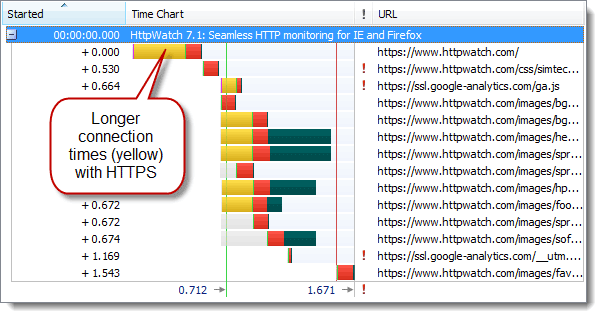 Started Time Chart ! URL
00:00:00.000 HttpWatch 7.1: Seamless HTTP monitoring for IE and Firefox
+ 0.000 https://www.httpwatch.com/
+ 0.530 ! https://www.httpwatch.com/css/simtec...
+ 0.664 ! https://ssl.google-analytics.com/ga.js
https://www.httpwatch.com/images/bg...
https://www.httpwatch.com/images/bg...
https://www.httpwatch.com/images/he...
https://www.httpwatch.com/images/spr...
https://www.httpwatch.com/images/spr...
https://www.httpwatch.com/images/hp...
Longer
connection
times (yellow)
with HTTPS
+ 0.672 https://www.httpwatch.com/images/foo...
+ 0.672 https://www.httpwatch.com/images/spr...
+ 0.674 https://www.httpwatch.com/images/sof...
+ 1.169 ! https://ssl.google-analytics.com/__utm...
+ 1.543 https://www.httpwatch.com/images/fav...
0.712 → 1.671 → !